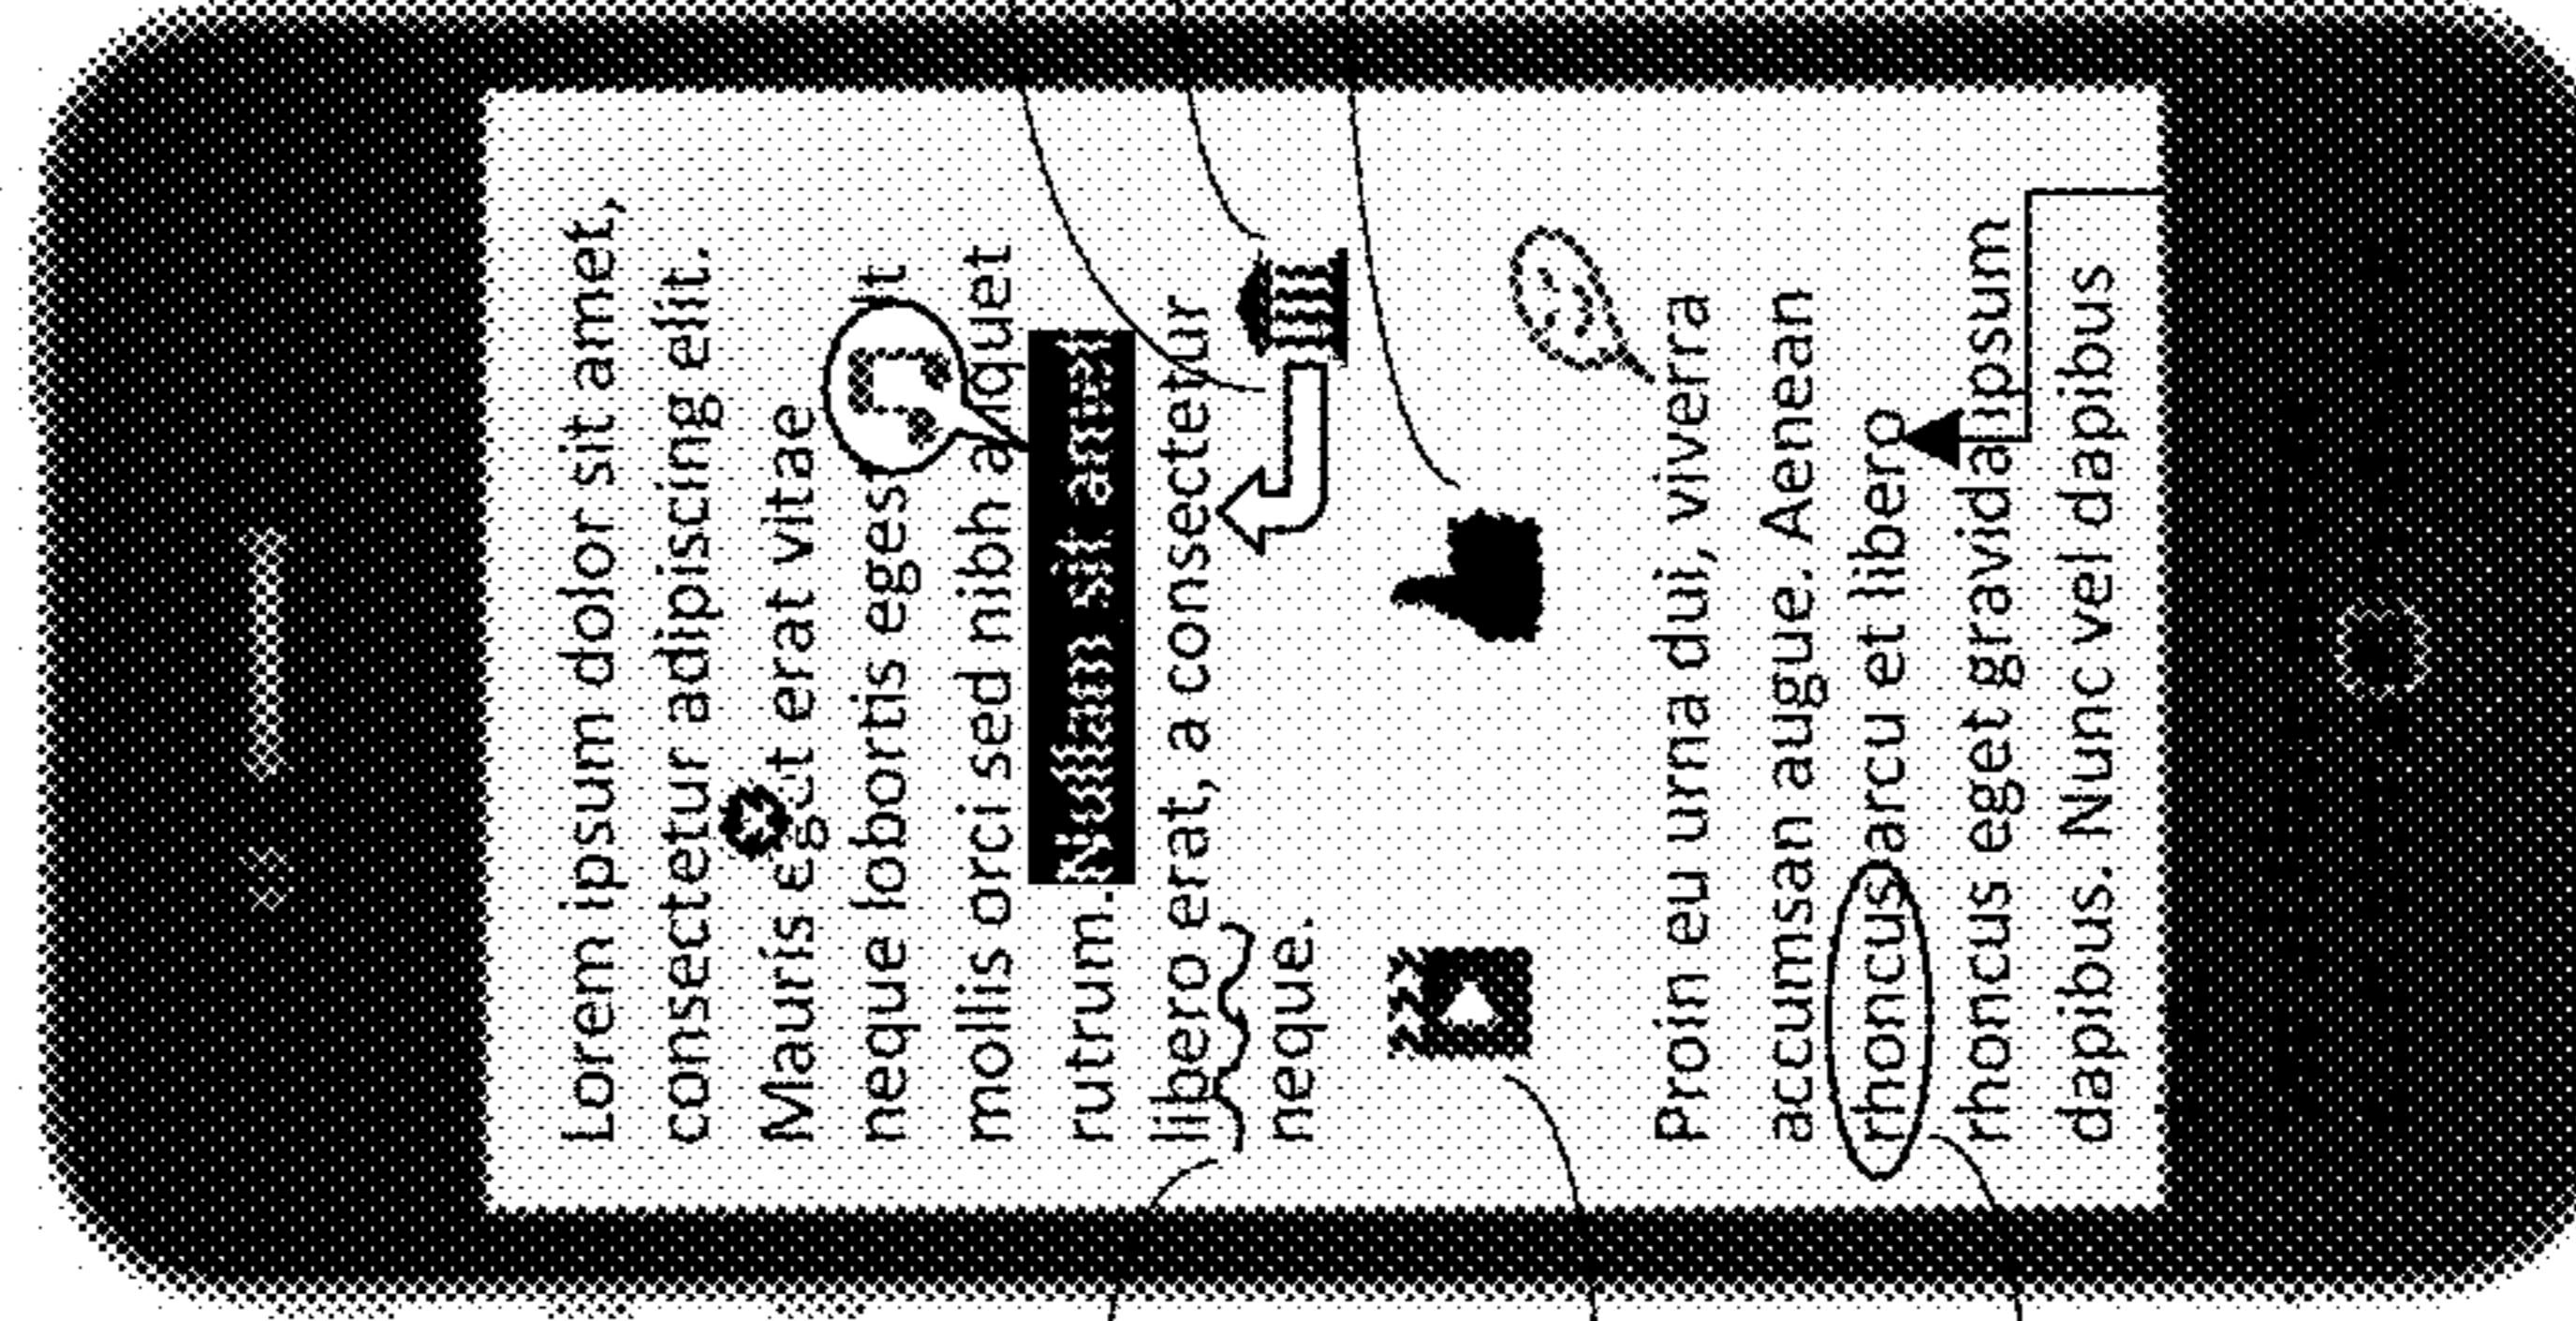 Lorem ipsum dolor sit amet,
consectetur adipiscing elit.
Mauris eget erat vitae
neque lobortis eges
mollis orci sed nibh aliquet
rutrum. Nullam sit amet
libero erat, a consectetur
neque.
Proin eu urna dui, viverra
accumsan augue. Aenean
rhoncus arcu et libero
rhoncus eget gravida ipsum
dapibus. Nunc vel dapibus